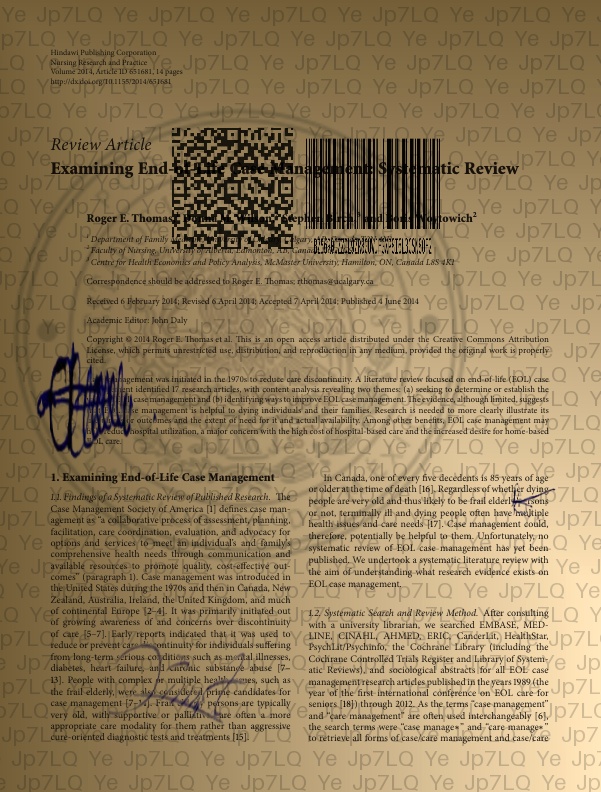 Hindawi Publishing Corporation
Nursing Research and Practice
Volume 2014, Article ID 651681, 14 pages
http://dx.doi.org/10.1155/2014/651681
Review Article
Examining End-of-Life Case Management: Systematic Review
Roger E. Thomas, Stephen Birch, and Woytowich
Department of Family
Faculty of Nursing, University of Alberta, Edmonton, AB,
Centre for Health Economics and Policy Analysis, McMaster University, Hamilton, ON, Canada L8S 4K1
Correspondence should be addressed to Roger E. Thomas; rthomas@ucalgary.ca
Received 6 February 2014; Revised 6 April 2014; Accepted 7 April 2014; Published 4 June 2014
Academic Editor: John Daly
Copyright © 2014 Roger E. Thomas et al. This is an open access article distributed under the Creative Commons Attribution
License, which permits unrestricted use, distribution, and reproduction in any medium, provided the original work is properly
cited.
management was initiated in the 1970s to reduce care discontinuity. A literature review focused on end-of-life (EOL) case
identified 17 research articles, with content analysis revealing two themes: (a) seeking to determine or establish the
case management and (b) identifying ways to improve EOL case management. The evidence, although limited, suggests
management is helpful to dying individuals and their families. Research is needed to more clearly illustrate its
outcomes and the extent of need for it and actual availability. Among other benefits, EOL case management may
hospital utilization, a major concern with the high cost of hospital-based care and the increased desire for home-based
EOL care.
1. Examining End-of-Life Case Management
1.1. Findings of a Systematic Review of Published Research. The
Case Management Society of America [1] defines case man-
agement as "a collaborative process of assessment, planning,
facilitation, care coordination, evaluation, and advocacy for
options and services to meet an individual's and family's
comprehensive health needs through communication and
available resources to promote quality, cost-effective out-
comes" (paragraph 1). Case management was introduced in
the United States during the 1970s and then in Canada, New
Zealand, Australia, Ireland, the United Kingdom, and much
of continental Europe [2–4]. It was primarily initiated out
of growing awareness of and concerns over discontinuity
of care [5–7]. Early reports indicated that it was used to
reduce or prevent discontinuity for individuals suffering
from long-term serious conditions such as mental illnesses,
diabetes, heart failure, and chronic substance abuse [7–
13]. People with complex or multiple health issues, such as
the frail elderly, were also considered prime candidates for
case management [7–14]. Frail elderly persons are typically
very old, with supportive or palliative care often a more
appropriate care modality for them rather than aggressive
cure-oriented diagnostic tests and treatments [15].
In Canada, one of every five decedents is 85 years of age
or older at the time of death [16]. Regardless of whether dying
people are very old and thus likely to be frail elderly persons
or not, terminally ill and dying people often have multiple
health issues and care needs [17]. Case management could,
therefore, be potentially helpful to them. Unfortunately, no
systematic review of EOL case management has yet been
published. We undertook a systematic literature review with
the aim of understanding what research evidence exists on
EOL case management.
1.2. Systematic Search and Review Method. After consulting
with a university librarian, we searched EMBASE, MED-
LINE, CINAHL, AHMED, ERIC, CancerLit, HealthStar,
PsychLit/PsychInfo, the Cochrane Library (including the
Cochrane Controlled Trials Register and Library of System-
atic Reviews), and sociological abstracts for all EOL case
management research articles published in the years 1989 (the
year of the first international conference on EOL care for
seniors [18]) through 2012. As the terms "case management"
and "care management" are often used interchangeably [6],
the search terms were "case manage*" and "care manage*"
to retrieve all forms of case/care management and case/care